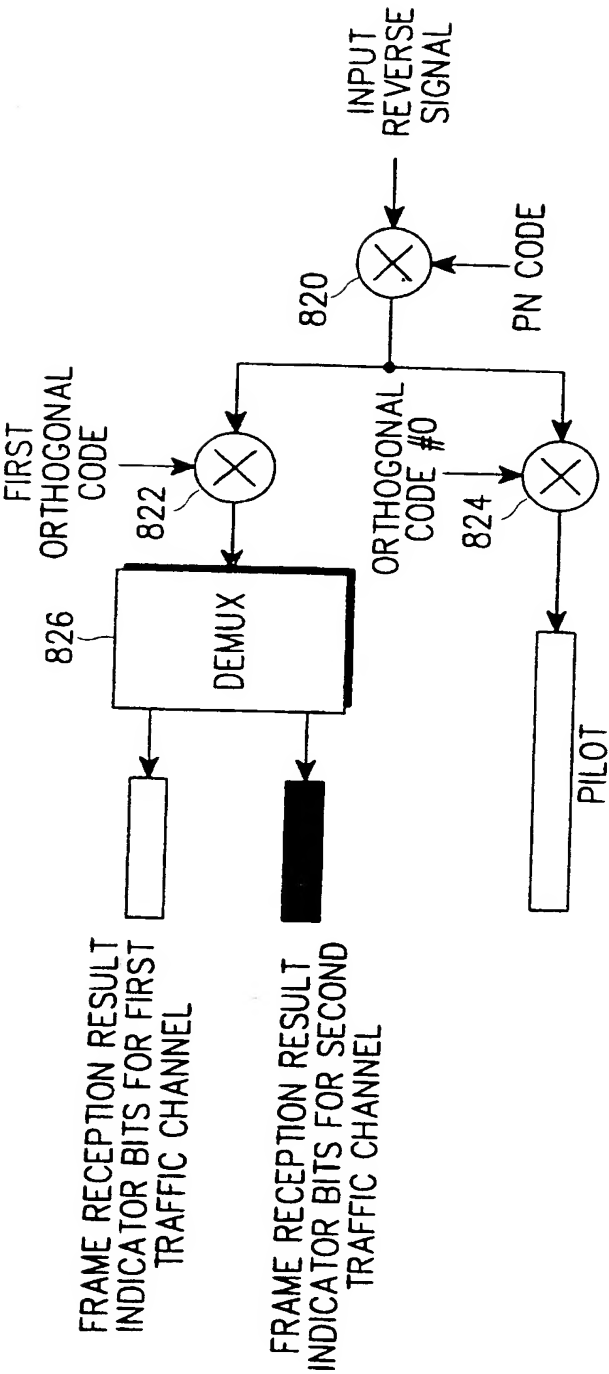 FRAME RECEPTION RESULT
INDICATOR BITS FOR FIRST
TRAFFIC CHANNEL
FRAME RECEPTION RESULT
INDICATOR BITS FOR SECOND
TRAFFIC CHANNEL
826
DEMUX
FIRST
ORTHOGONAL
CODE
822
ORTHOGONAL
CODE #0
824
PILOT
820
INPUT
REVERSE
SIGNAL
PN CODE